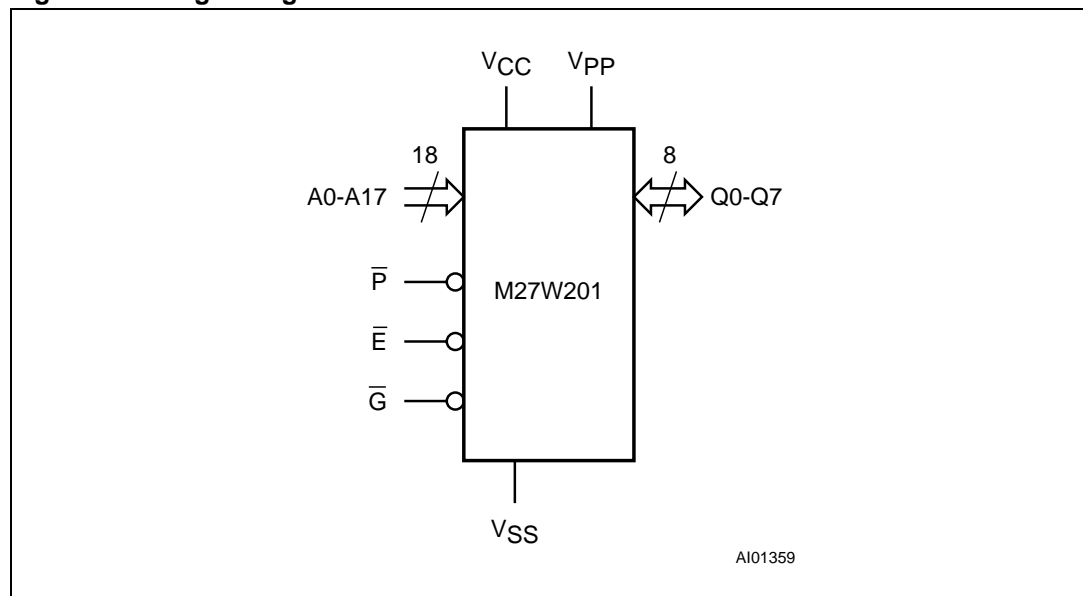 VCC VPP
18 8
A0-A17 Q0-Q7
P̅
M27W201
E̅
G̅
VSS
AI01359